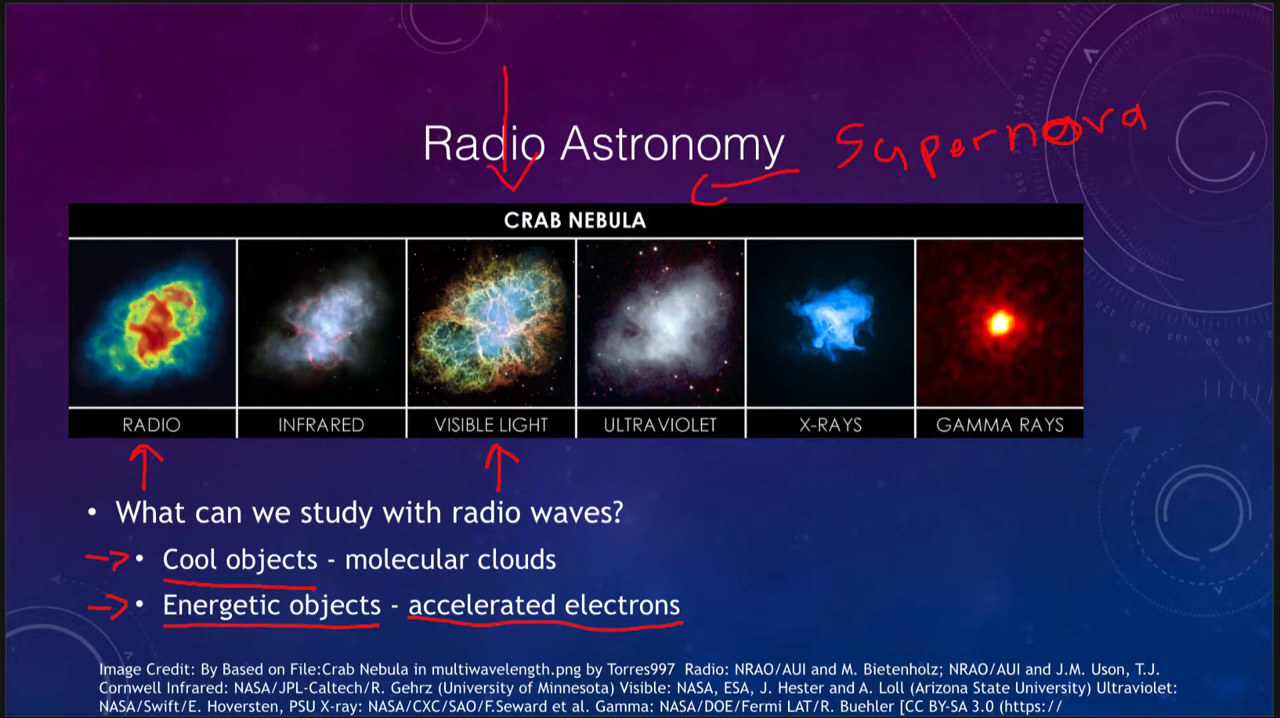 Radio Astronomy
Supernova
CRAB NEBULA
RADIO
INFRARED
VISIBLE LIGHT
ULTRAVIOLET
X-RAYS
GAMMA RAYS
• What can we study with radio waves?
• Cool objects - molecular clouds
• Energetic objects - accelerated electrons
Image Credit: By Based on File:Crab Nebula in multiwavelength.png by Torres997 Radio: NRAO/AUI and M. Bietenholz; NRAO/AUI and J.M. Uson, T.J.
Cornwell Infrared: NASA/JPL-Caltech/R. Gehrz (University of Minnesota) Visible: NASA, ESA, J. Hester and A. Loll (Arizona State University) Ultraviolet:
NASA/Swift/E. Hoversten, PSU X-ray: NASA/CXC/SAO/F.Seward et al. Gamma: NASA/DOE/Fermi LAT/R. Buehler [CC BY-SA 3.0 (https://